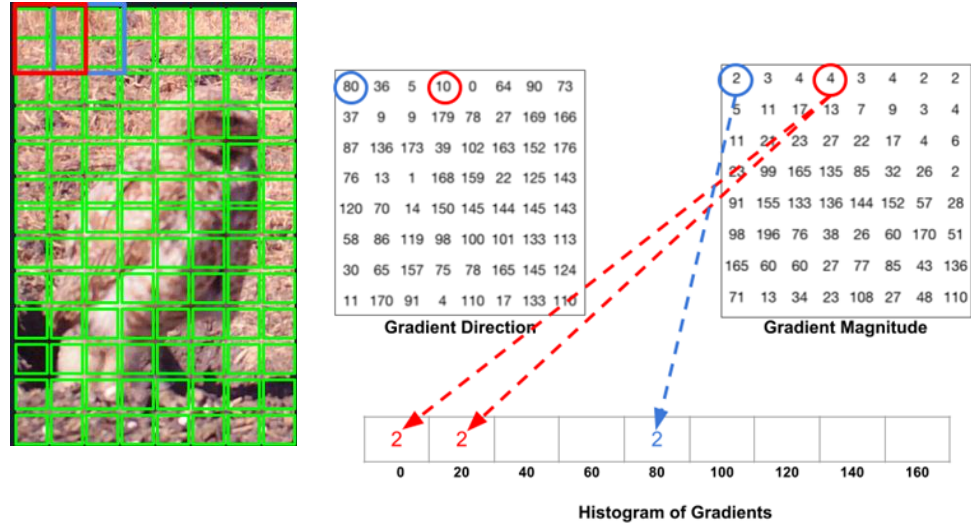 80 36 5 10 0 64 90 73
37 9 9 179 78 27 169 166
87 136 173 39 102 163 152 176
76 13 1 168 159 22 125 143
120 70 14 150 145 144 145 143
58 86 119 98 100 101 133 113
30 65 157 75 78 165 145 124
11 170 91 4 110 17 133 110
Gradient Direction
2 3 4 4 3 4 2 2
5 11 17 13 7 9 3 4
11 21 23 27 22 17 4 6
23 99 165 135 85 32 26 2
91 155 133 136 144 152 57 28
98 196 76 38 26 60 170 51
165 60 60 27 77 85 43 136
71 13 34 23 108 27 48 110
Gradient Magnitude
2 2 2
0 20 40 60 80 100 120 140 160
Histogram of Gradients